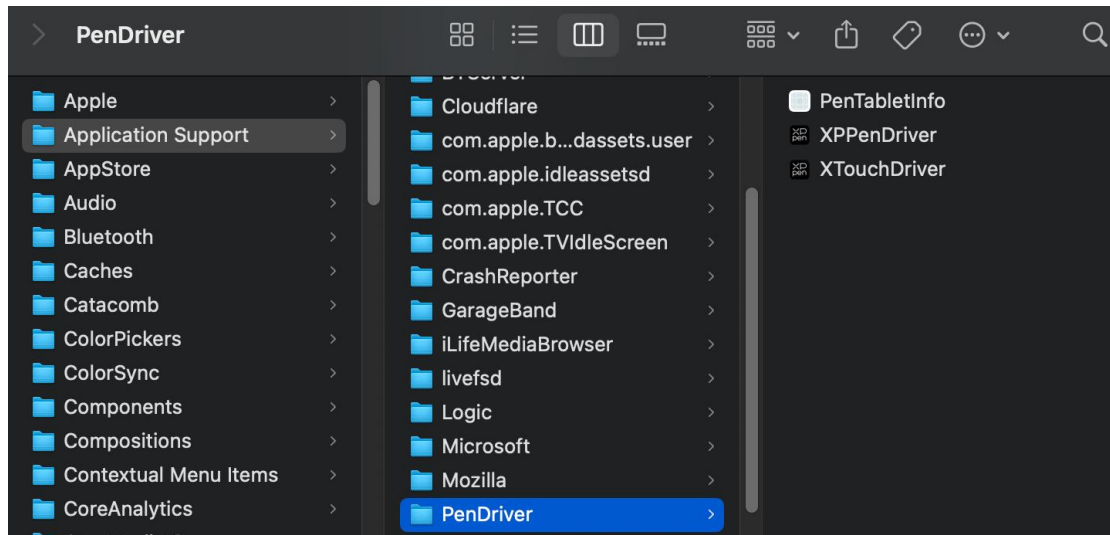 PenDriver
Apple
Application Support
AppStore
Audio
Bluetooth
Caches
Catacomb
ColorPickers
ColorSync
Components
Compositions
Contextual Menu Items
CoreAnalytics
Cloudflare
com.apple.b...dassets.user
com.apple.idleassetsd
com.apple.TCC
com.apple.TVIdleScreen
CrashReporter
GarageBand
iLifeMediaBrowser
livefsd
Logic
Microsoft
Mozilla
PenDriver
PenTabletInfo
XPPenDriver
XTouchDriver